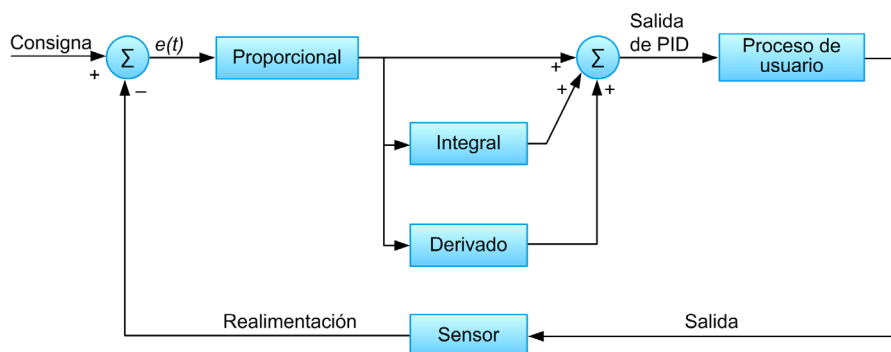 Consigna
+
Σ
–
e(t)
Proporcional
+
+
+
Σ
Salida
de PID
Proceso de
usuario
Integral
Derivado
Realimentación
Sensor
Salida